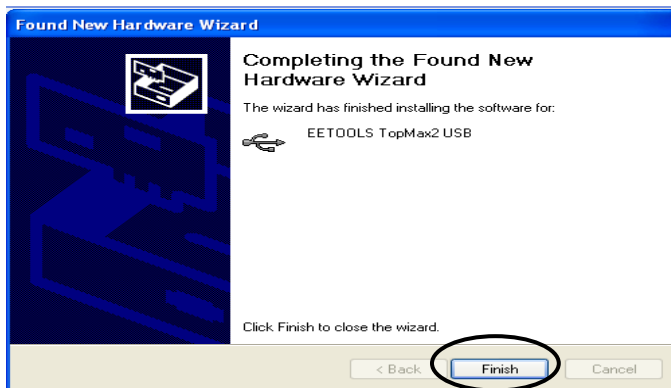 Found New Hardware Wizard
Completing the Found New
Hardware Wizard
The wizard has finished installing the software for:
EETOOLS TopMax2 USB
Click Finish to close the wizard.
< Back
Finish
Cancel